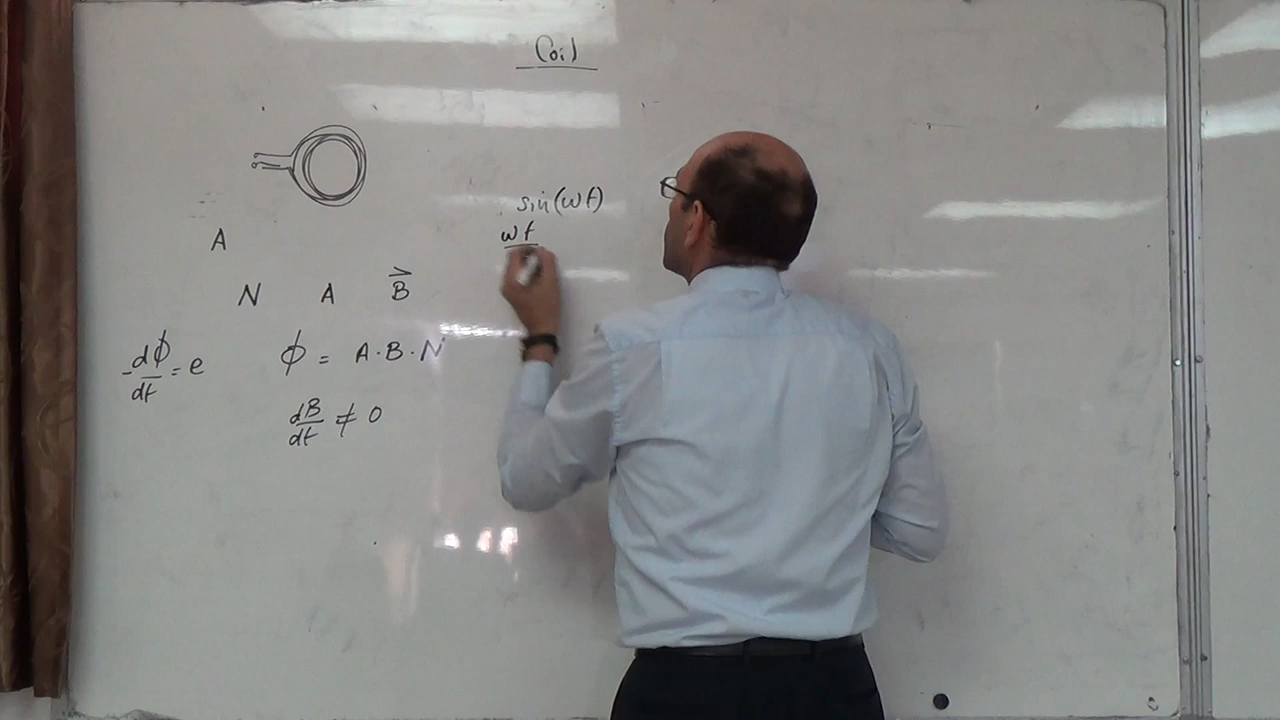 Coil
sin(ωt)
A
ωt
N A B⃗
-dϕ/dt = e ϕ = A·B·N
dB/dt ≠ 0